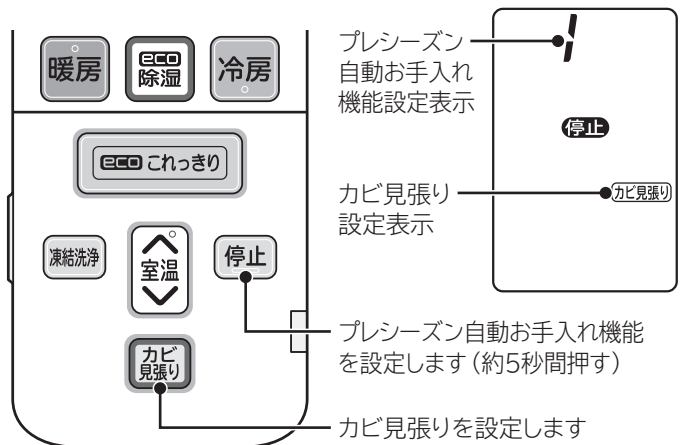 暖房
eco
除湿
冷房
eco これっきり
凍結洗浄
室温
停止
カビ
見張り
プレシーズン
自動お手入れ
機能設定表示
停止
カビ見張り
設定表示
カビ見張り
プレシーズン自動お手入れ機能
を設定します（約5秒間押す）
カビ見張りを設定します